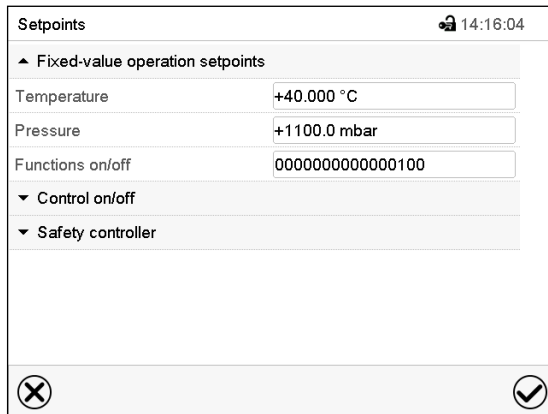 Setpoints 14:16:04
Fixed-value operation setpoints
Temperature +40.000 °C
Pressure +1100.0 mbar
Functions on/off 0000000000000100
Control on/off
Safety controller